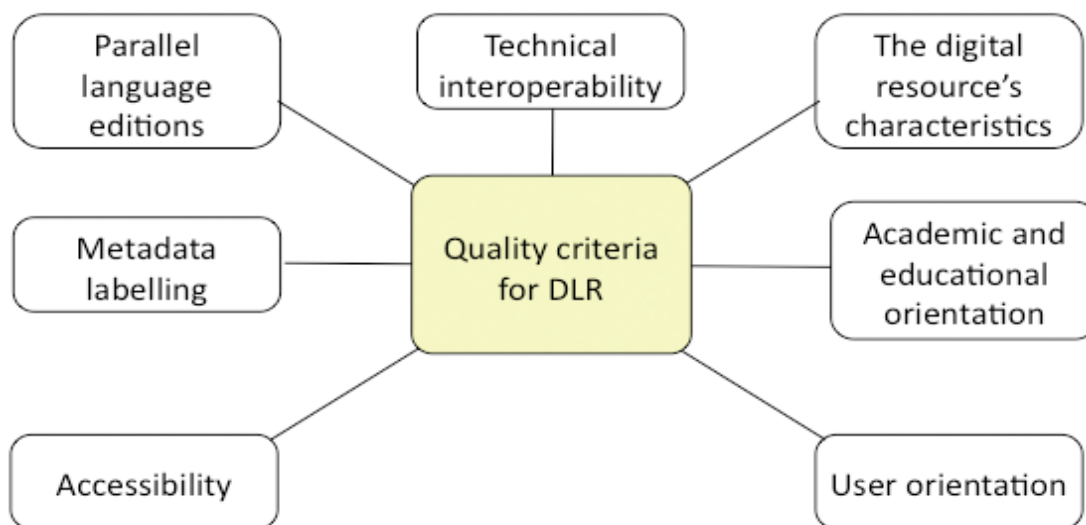 Parallel
language
editions
Technical
interoperability
The digital
resource's
characteristics
Metadata
labelling
Quality criteria
for DLR
Academic and
educational
orientation
Accessibility
User orientation